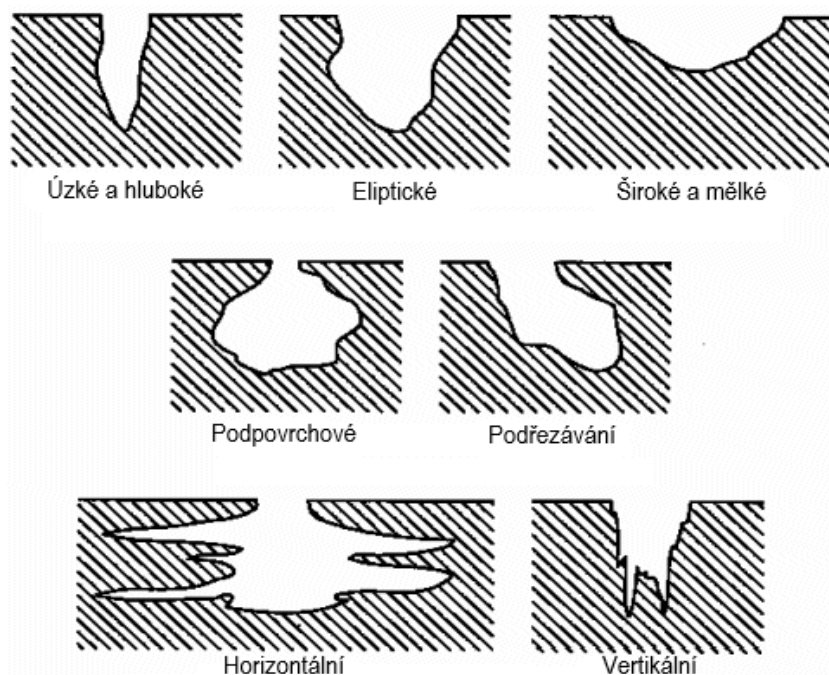 Úzké a hluboké
Eliptické
Široké a mělké
Podpovrchové
Podřezávání
Horizontální
Vertikální